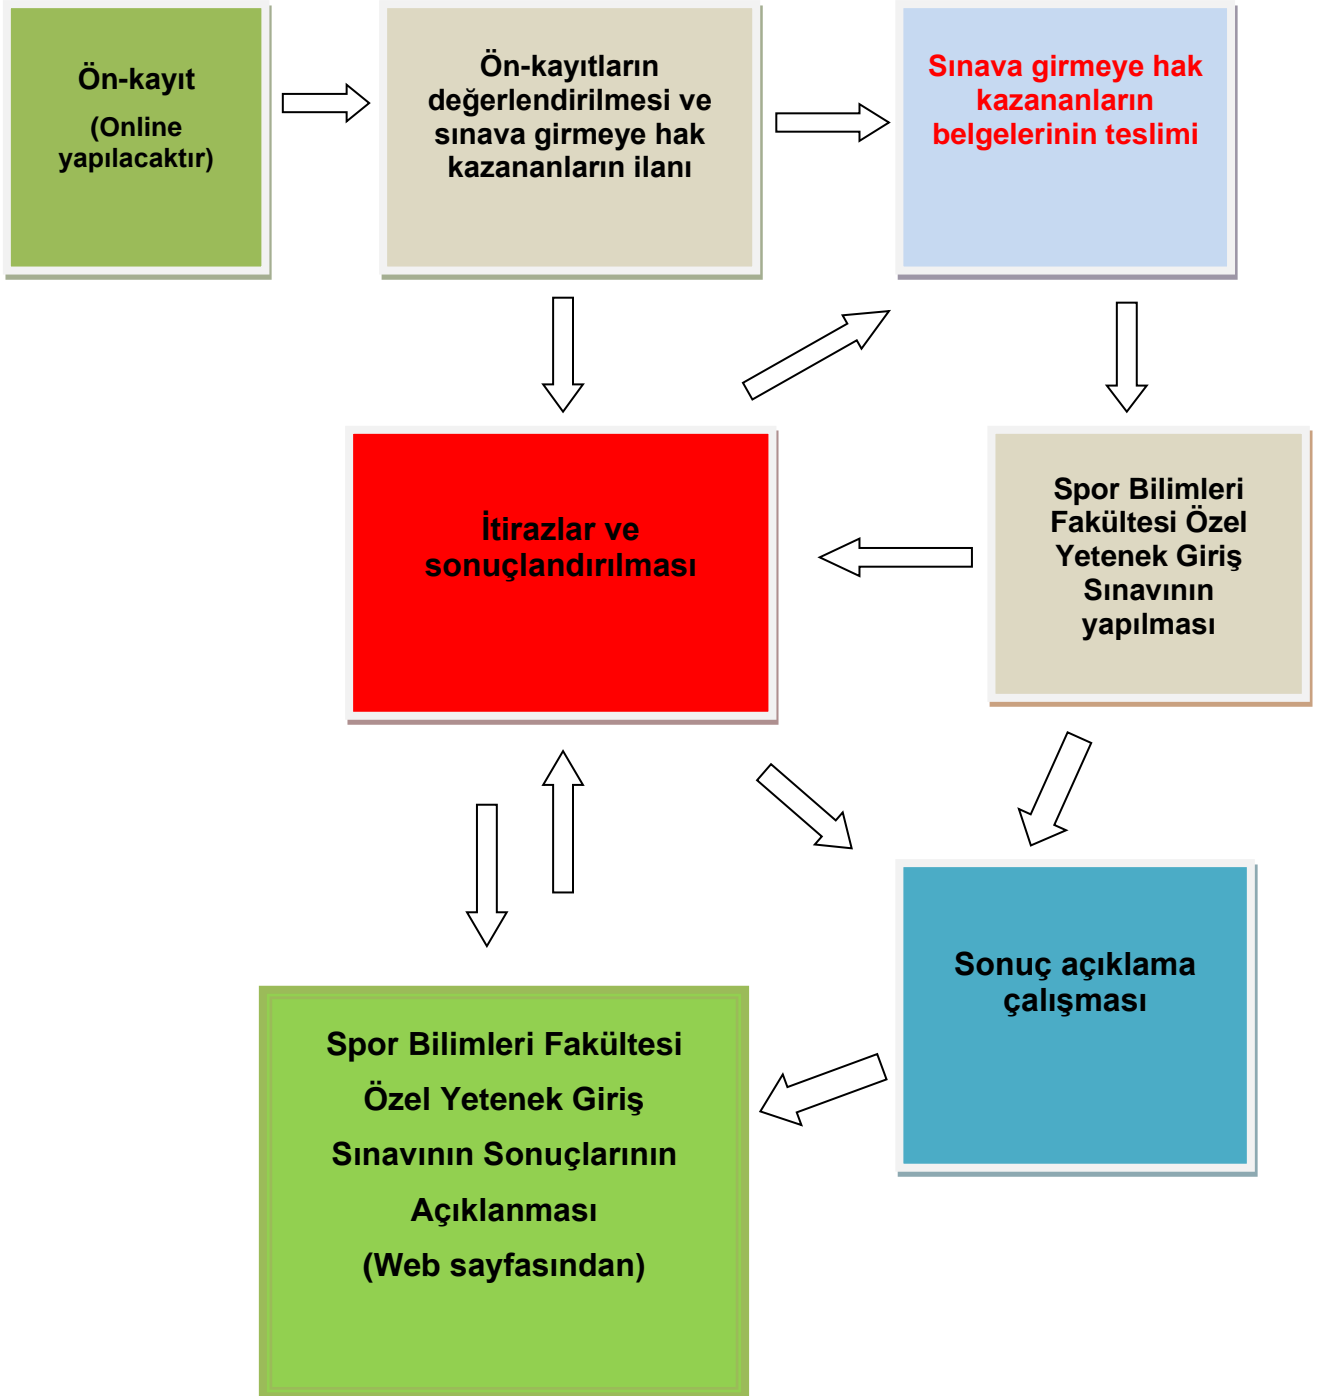 Ön-kayıt
(Online
yapılacaktır)
Ön-kayıtların
değerlendirilmesi ve
sınava girmeye hak
kazananların ilanı
Sınava girmeye hak
kazananların
belgelerinin teslimi
İtirazlar ve
sonuçlandırılması
Spor Bilimleri
Fakültesi Özel
Yetenek Giriş
Sınavının
yapılması
Sonuç açıklama
çalışması
Spor Bilimleri Fakültesi
Özel Yetenek Giriş
Sınavının Sonuçlarının
Açıklanması
(Web sayfasından)